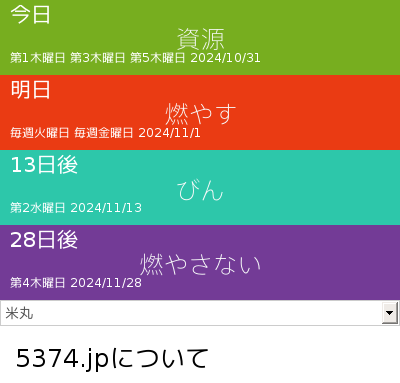 今日
資源
第1木曜日 第3木曜日 第5木曜日 2024/10/31
明日
燃やす
毎週火曜日 毎週金曜日 2024/11/1
13日後
びん
第2水曜日 2024/11/13
28日後
燃やさない
第4木曜日 2024/11/28
米丸
5374.jpについて